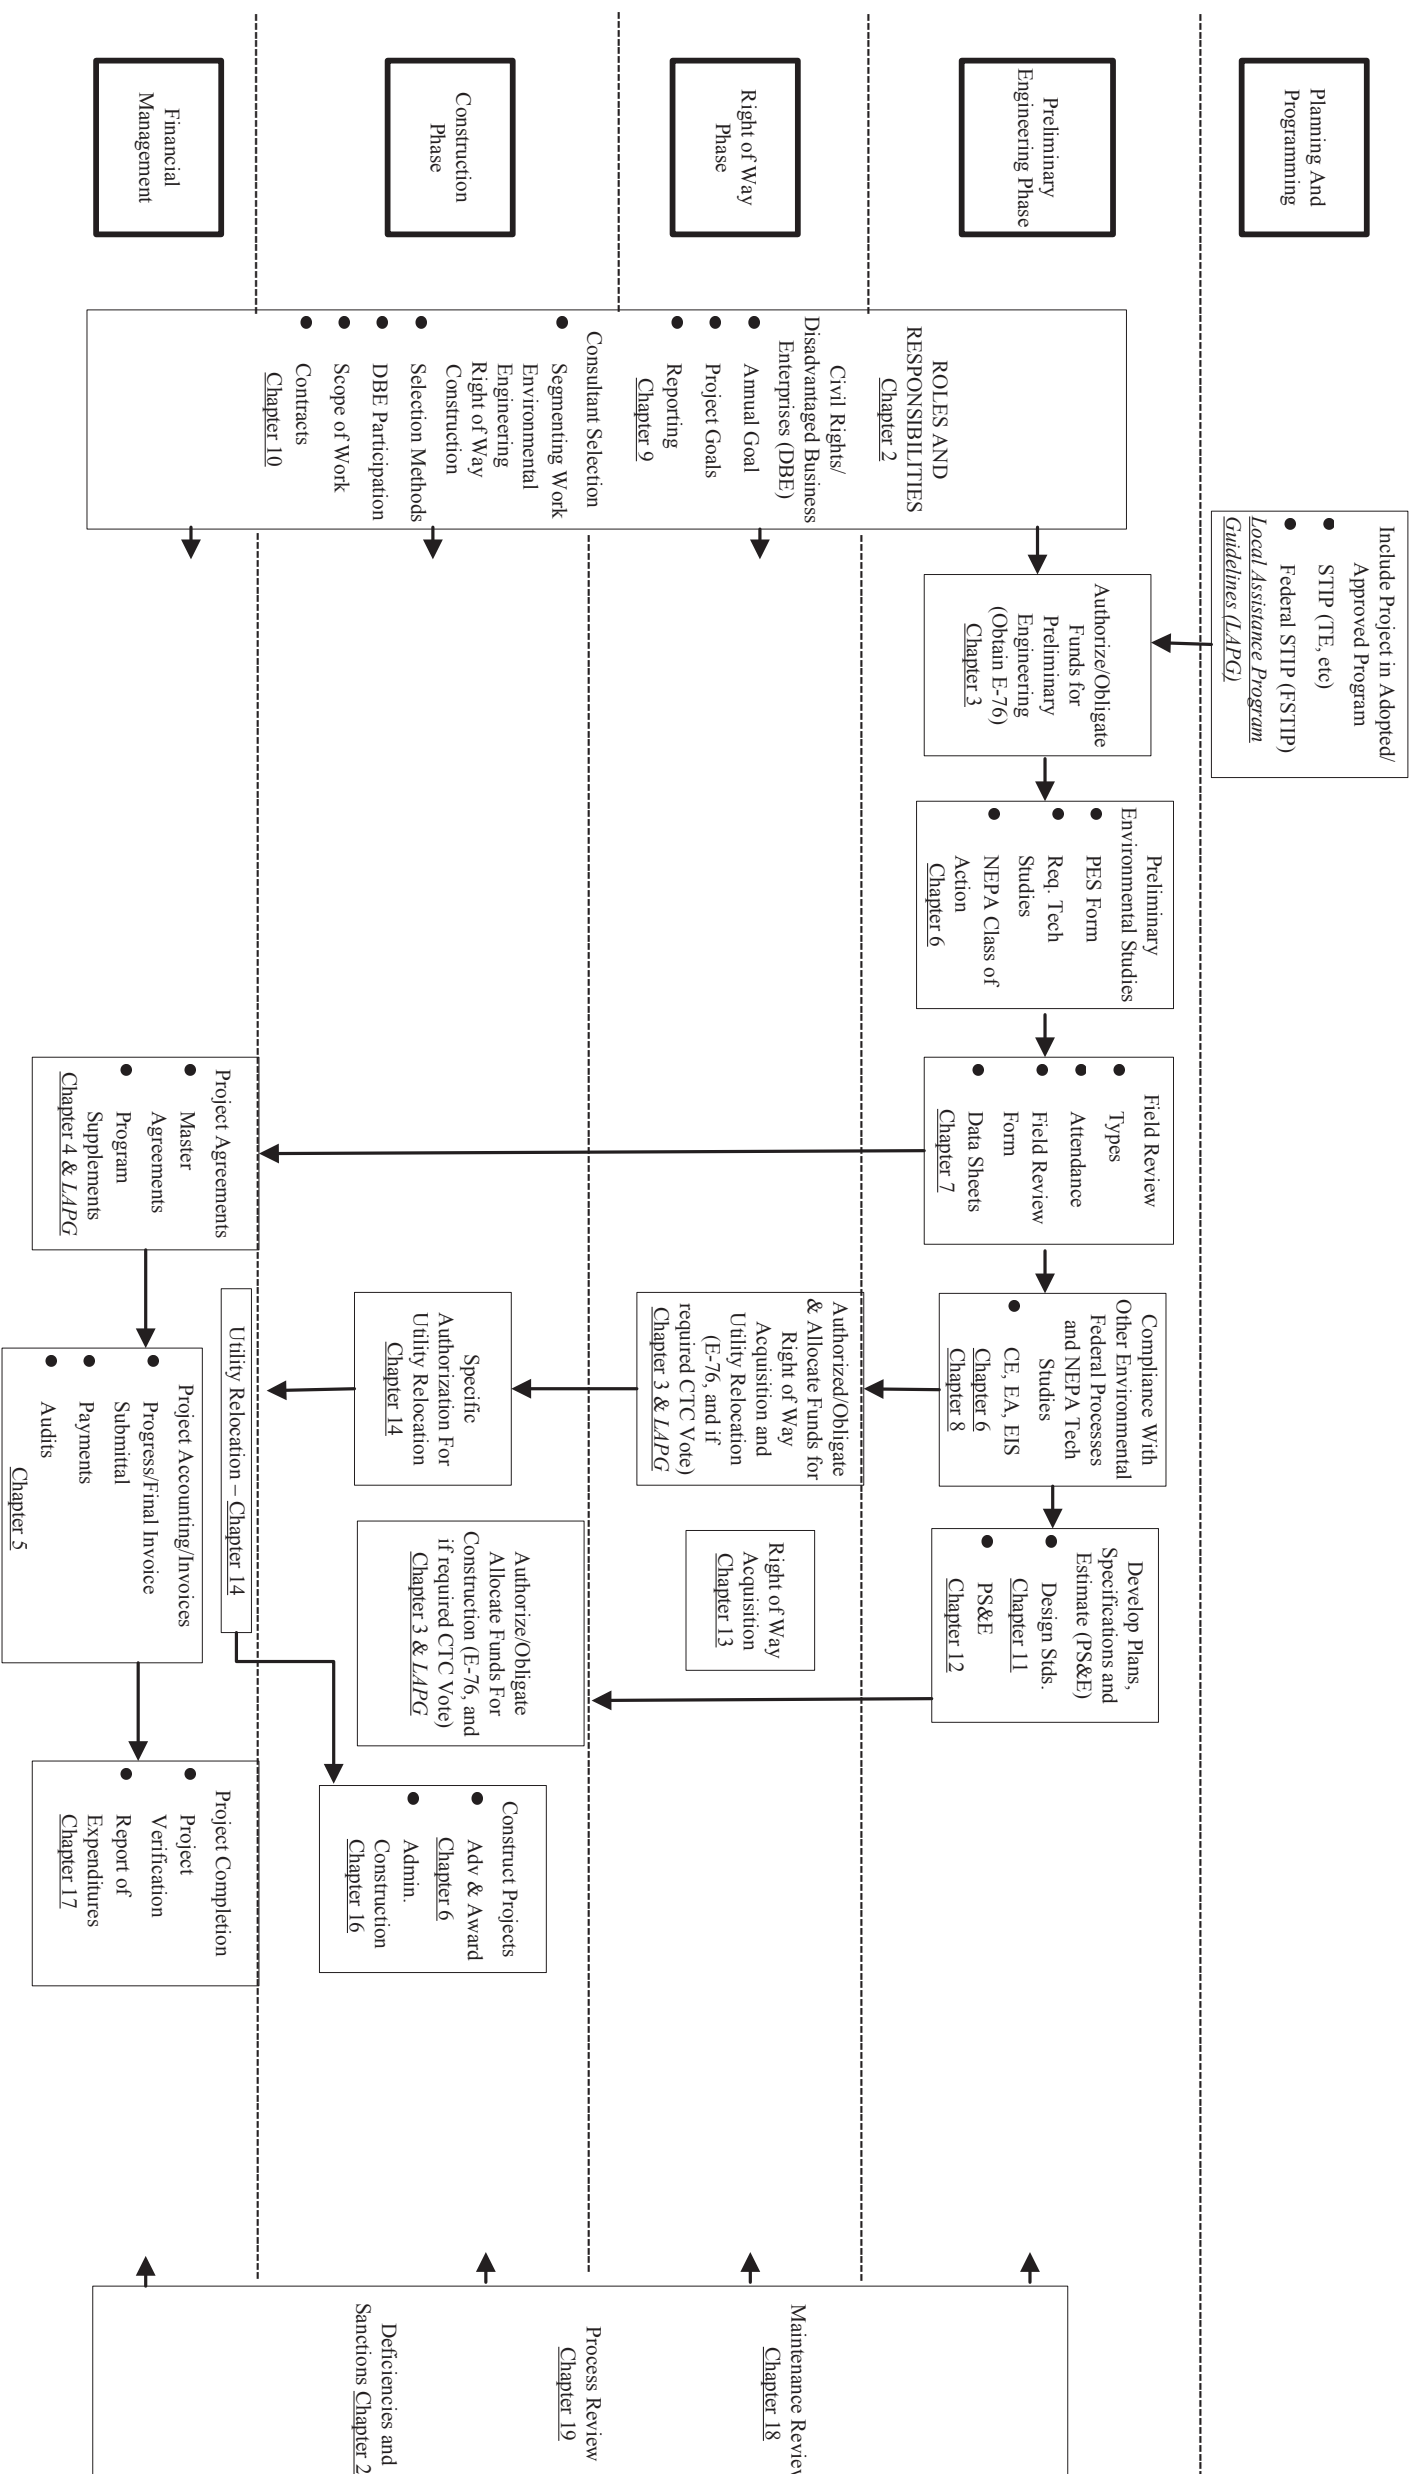 Planning And
Programming
Preliminary
Engineering Phase
Right of Way
Phase
Construction
Phase
Financial
Management
Include Project in Adopted/
Approved Program
● STIP (TE, etc)
● Federal STIP (FSTIP)
Local Assistance Program
Guidelines (LAPG)
ROLES AND
RESPONSIBILITIES
Chapter 2
Civil Rights/
Disadvantaged Business
Enterprises (DBE)
● Annual Goal
● Project Goals
● Reporting
Chapter 9
Consultant Selection
● Segmenting Work
Environmental
Engineering
Right of Way
Construction
● Selection Methods
● DBE Participation
● Scope of Work
● Contracts
Chapter 10
Authorize/Obligate
Funds for
Preliminary
Engineering
(Obtain E-76)
Chapter 3
Preliminary
Environmental Studies
● PES Form
● Req. Tech
Studies
● NEPA Class of
Action
Chapter 6
Field Review
● Types
● Attendance
● Field Review
Form
● Data Sheets
Chapter 7
Compliance With
Other Environmental
Federal Processes
and NEPA Tech
Studies
● CE, EA, EIS
Chapter 6
Chapter 8
Develop Plans,
Specifications and
Estimate (PS&E)
● Design Stds.
Chapter 11
● PS&E
Chapter 12
Authorized/Obligate
& Allocate Funds for
Right of Way
Acquisition and
Utility Relocation
(E-76, and if
required CTC Vote)
Chapter 3 & LAPG
Right of Way
Acquisition
Chapter 13
Specific
Authorization For
Utility Relocation
Chapter 14
Authorize/Obligate
Allocate Funds For
Construction (E-76, and
if required CTC Vote)
Chapter 3 & LAPG
Construct Projects
● Adv & Award
Chapter 6
● Admin.
Construction
Chapter 16
Utility Relocation – Chapter 14
Project Agreements
● Master
Agreements
● Program
Supplements
Chapter 4 & LAPG
Project Accounting/Invoices
● Progress/Final Invoice
Submittal
● Payments
● Audits
Chapter 5
Project Completion
● Project
Verification
● Report of
Expenditures
Chapter 17
Maintenance Review
Chapter 18
Process Review
Chapter 19
Deficiencies and
Sanctions Chapter 2